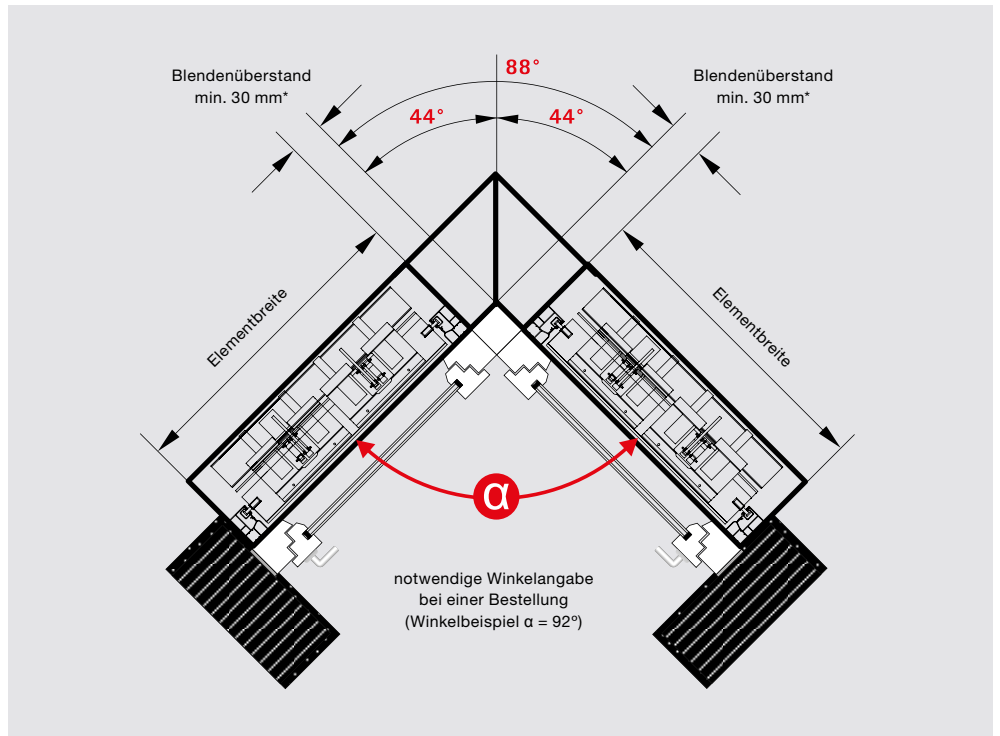 88°
Blendenüberstand
min. 30 mm*
Blendenüberstand
min. 30 mm*
44°
44°
Elementbreite
Elementbreite
α
notwendige Winkelangabe
bei einer Bestellung
(Winkelbeispiel α = 92°)